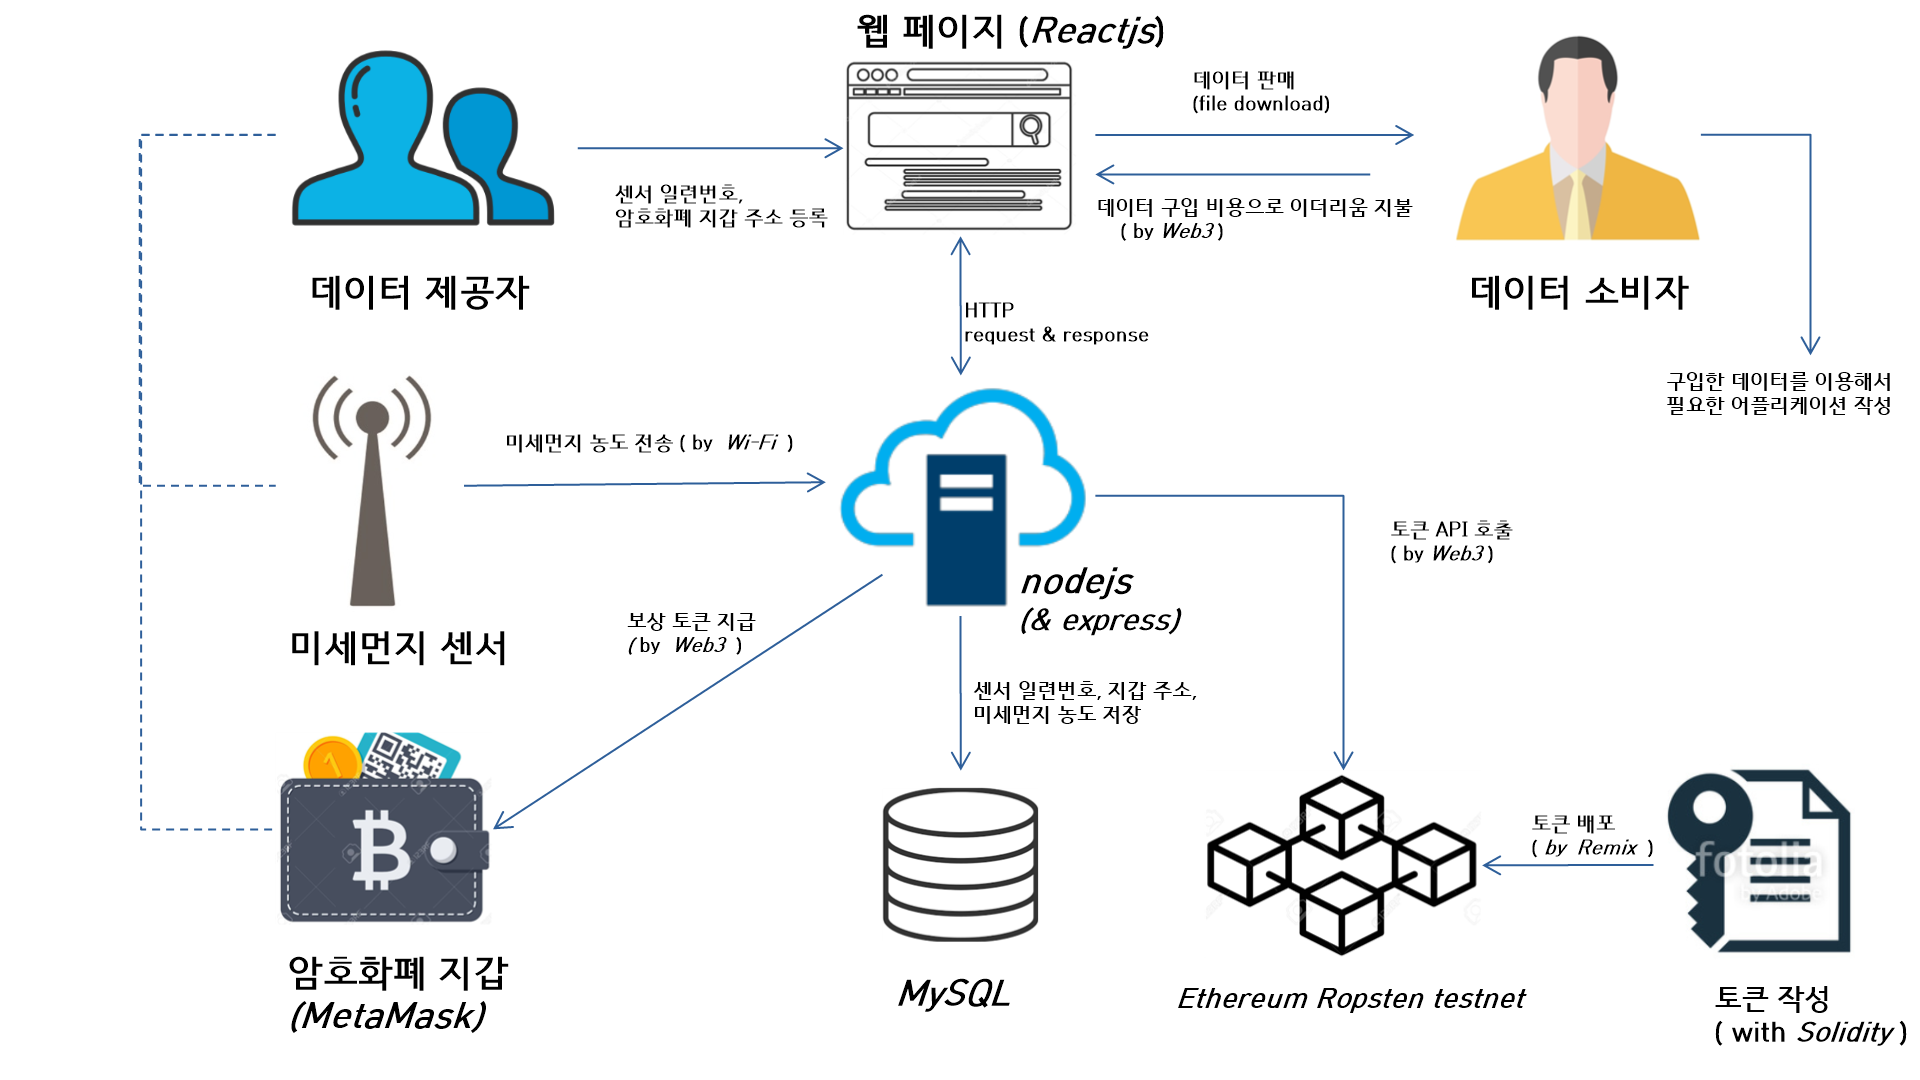 웹 페이지 (Reactjs)
데이터 판매
(file download)
센서 일련번호,
암호화폐 지갑 주소 등록
데이터 구입 비용으로 이더리움 지불
( by Web3 )
데이터 제공자
데이터 소비자
HTTP
request & response
구입한 데이터를 이용해서
필요한 어플리케이션 작성
미세먼지 농도 전송 ( by Wi-Fi )
토큰 API 호출
( by Web3 )
nodejs
(& express)
보상 토큰 지급
( by Web3 )
미세먼지 센서
센서 일련번호, 지갑 주소,
미세먼지 농도 저장
1
토큰 배포
( by Remix )
fotolia
by Adobe
암호화폐 지갑
(MetaMask)
MySQL
Ethereum Ropsten testnet
토큰 작성
( with Solidity )